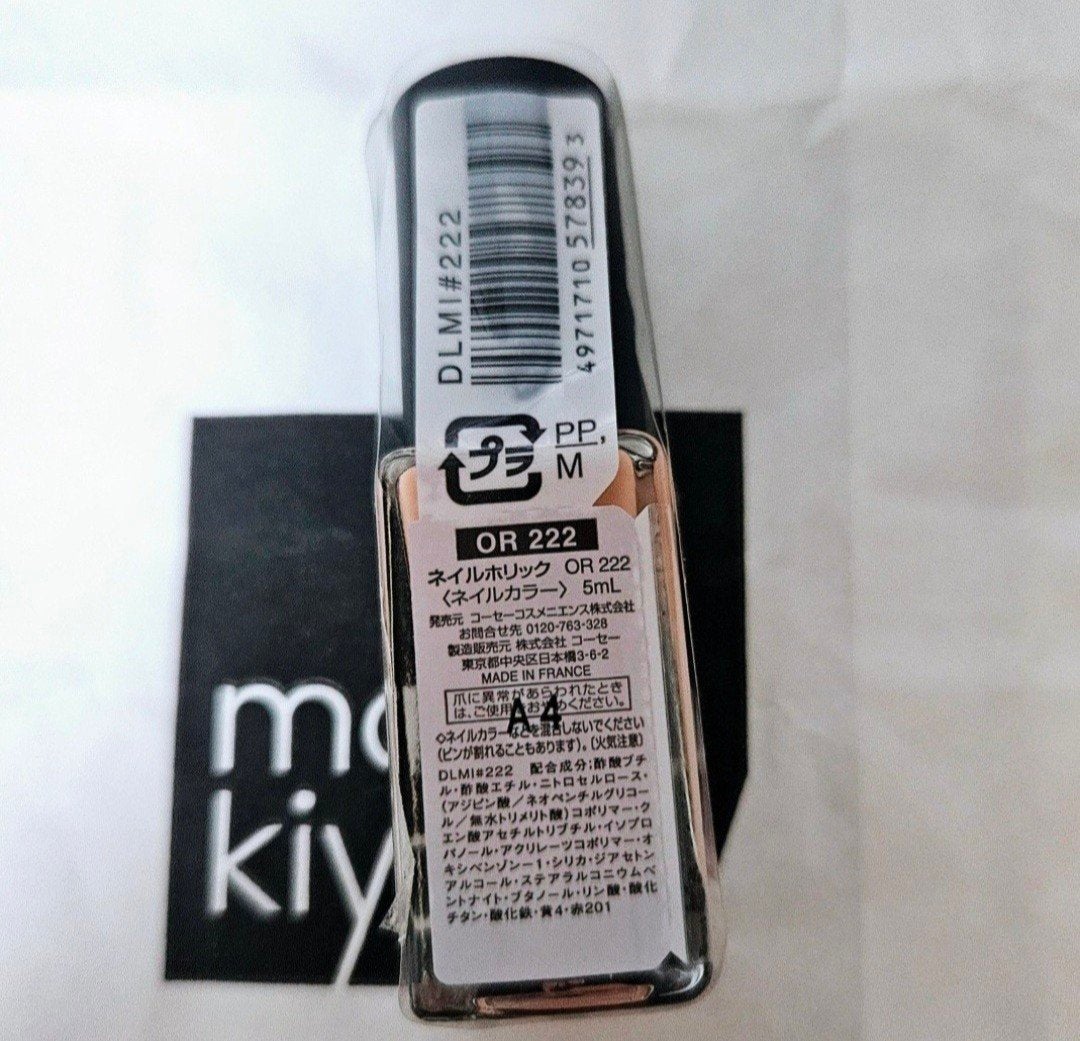 DLMI#222
4971710 578393
プラ
PP,
M
OR 222
ネイルホリック OR 222
〈ネイルカラー〉 5mL
発売元 コーセーコスメニエンス株式会社
お問合せ先 0120-763-328
製造販売元 株式会社 コーセー
東京都中央区日本橋3-6-2
MADE IN FRANCE
爪に異常があらわれたとき
は、ご使用をおやめください。
A4
◇ネイルカラーなどを混合しないでください
(ビンが割れることもあります)。〔火気注意〕
DLMI#222 配合成分;酢酸ブチ
ル・酢酸エチル・ニトロセルロース・
(アジピン酸/ネオペンチルグリコー
ル/無水トリメリト酸)コポリマー・ク
エン酸アセチルトリブチル・イソプロ
パノール・アクリレーツコポリマー・オ
キシベンゾンー1・シリカ・ジアセトン
アルコール・ステアラルコニウムベ
ントナイト・ブタノール・リン酸・酸化
チタン・酸化鉄・黄4・赤201
kiy